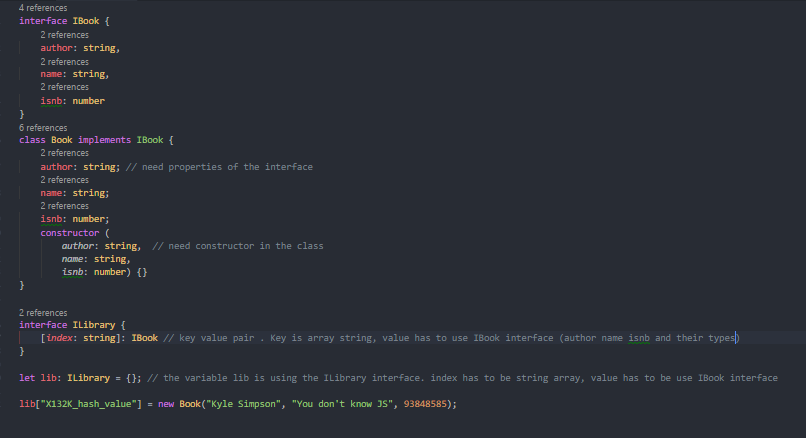 4 references
interface IBook {
2 references
author: string,
2 references
name: string,
2 references
isnb: number
}
6 references
class Book implements IBook {
2 references
author: string; // need properties of the interface
2 references
name: string;
2 references
isnb: number;
constructor (
author: string,  // need constructor in the class
name: string,
isnb: number) {}
}
2 references
interface ILibrary {
[index: string]: IBook // key value pair . Key is array string, value has to use IBook interface (author name isnb and their types)
}
let lib: ILibrary = {}; // the variable lib is using the ILibrary interface. index has to be string array, value has to be use IBook interface
lib["X132K_hash_value"] = new Book("Kyle Simpson", "You don't know JS", 93848585);